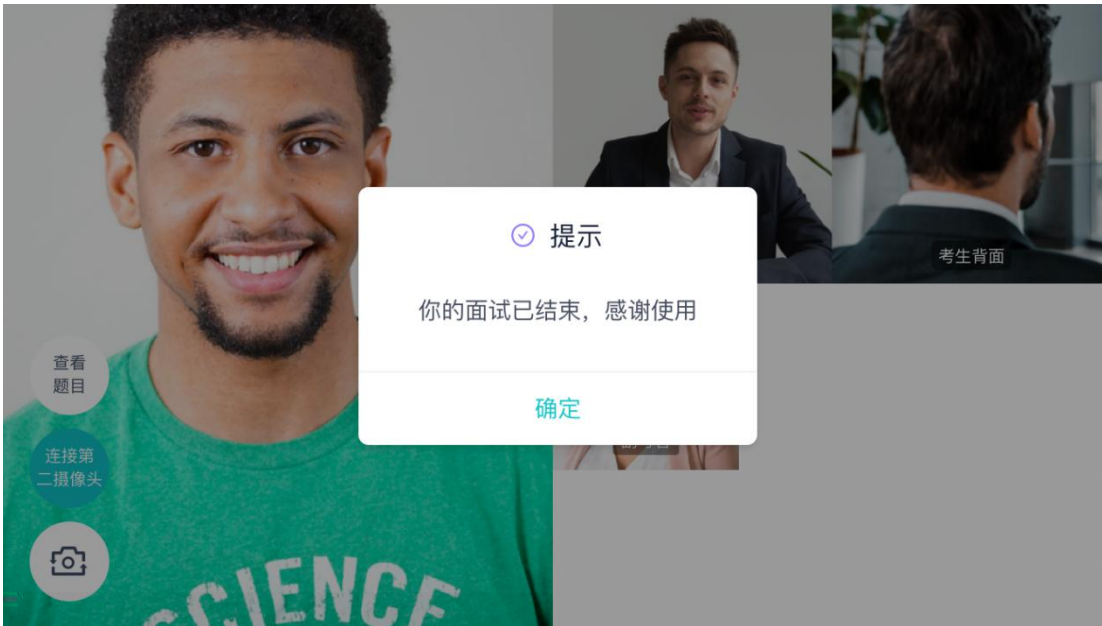 提示
你的面试已结束，感谢使用
确定
考生背面
查看
题目
连接第
二摄像头
SCIENCE